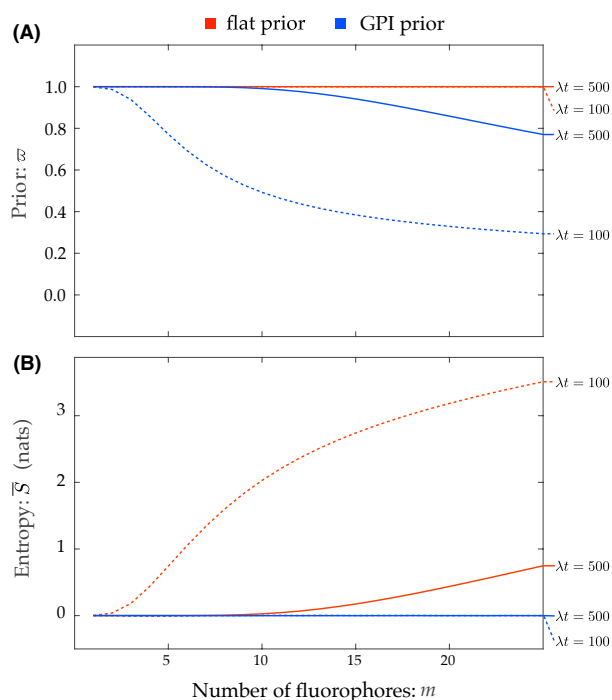 flat prior GPI prior
(A)
1.0
0.8
0.6
0.4
0.2
0.0
Prior: ϖ
λt = 500
λt = 100
λt = 500
λt = 100
(B)
3
2
1
0
Entropy: S̅ (nats)
λt = 100
λt = 500
λt = 500
λt = 100
5 10 15 20
Number of fluorophores: m